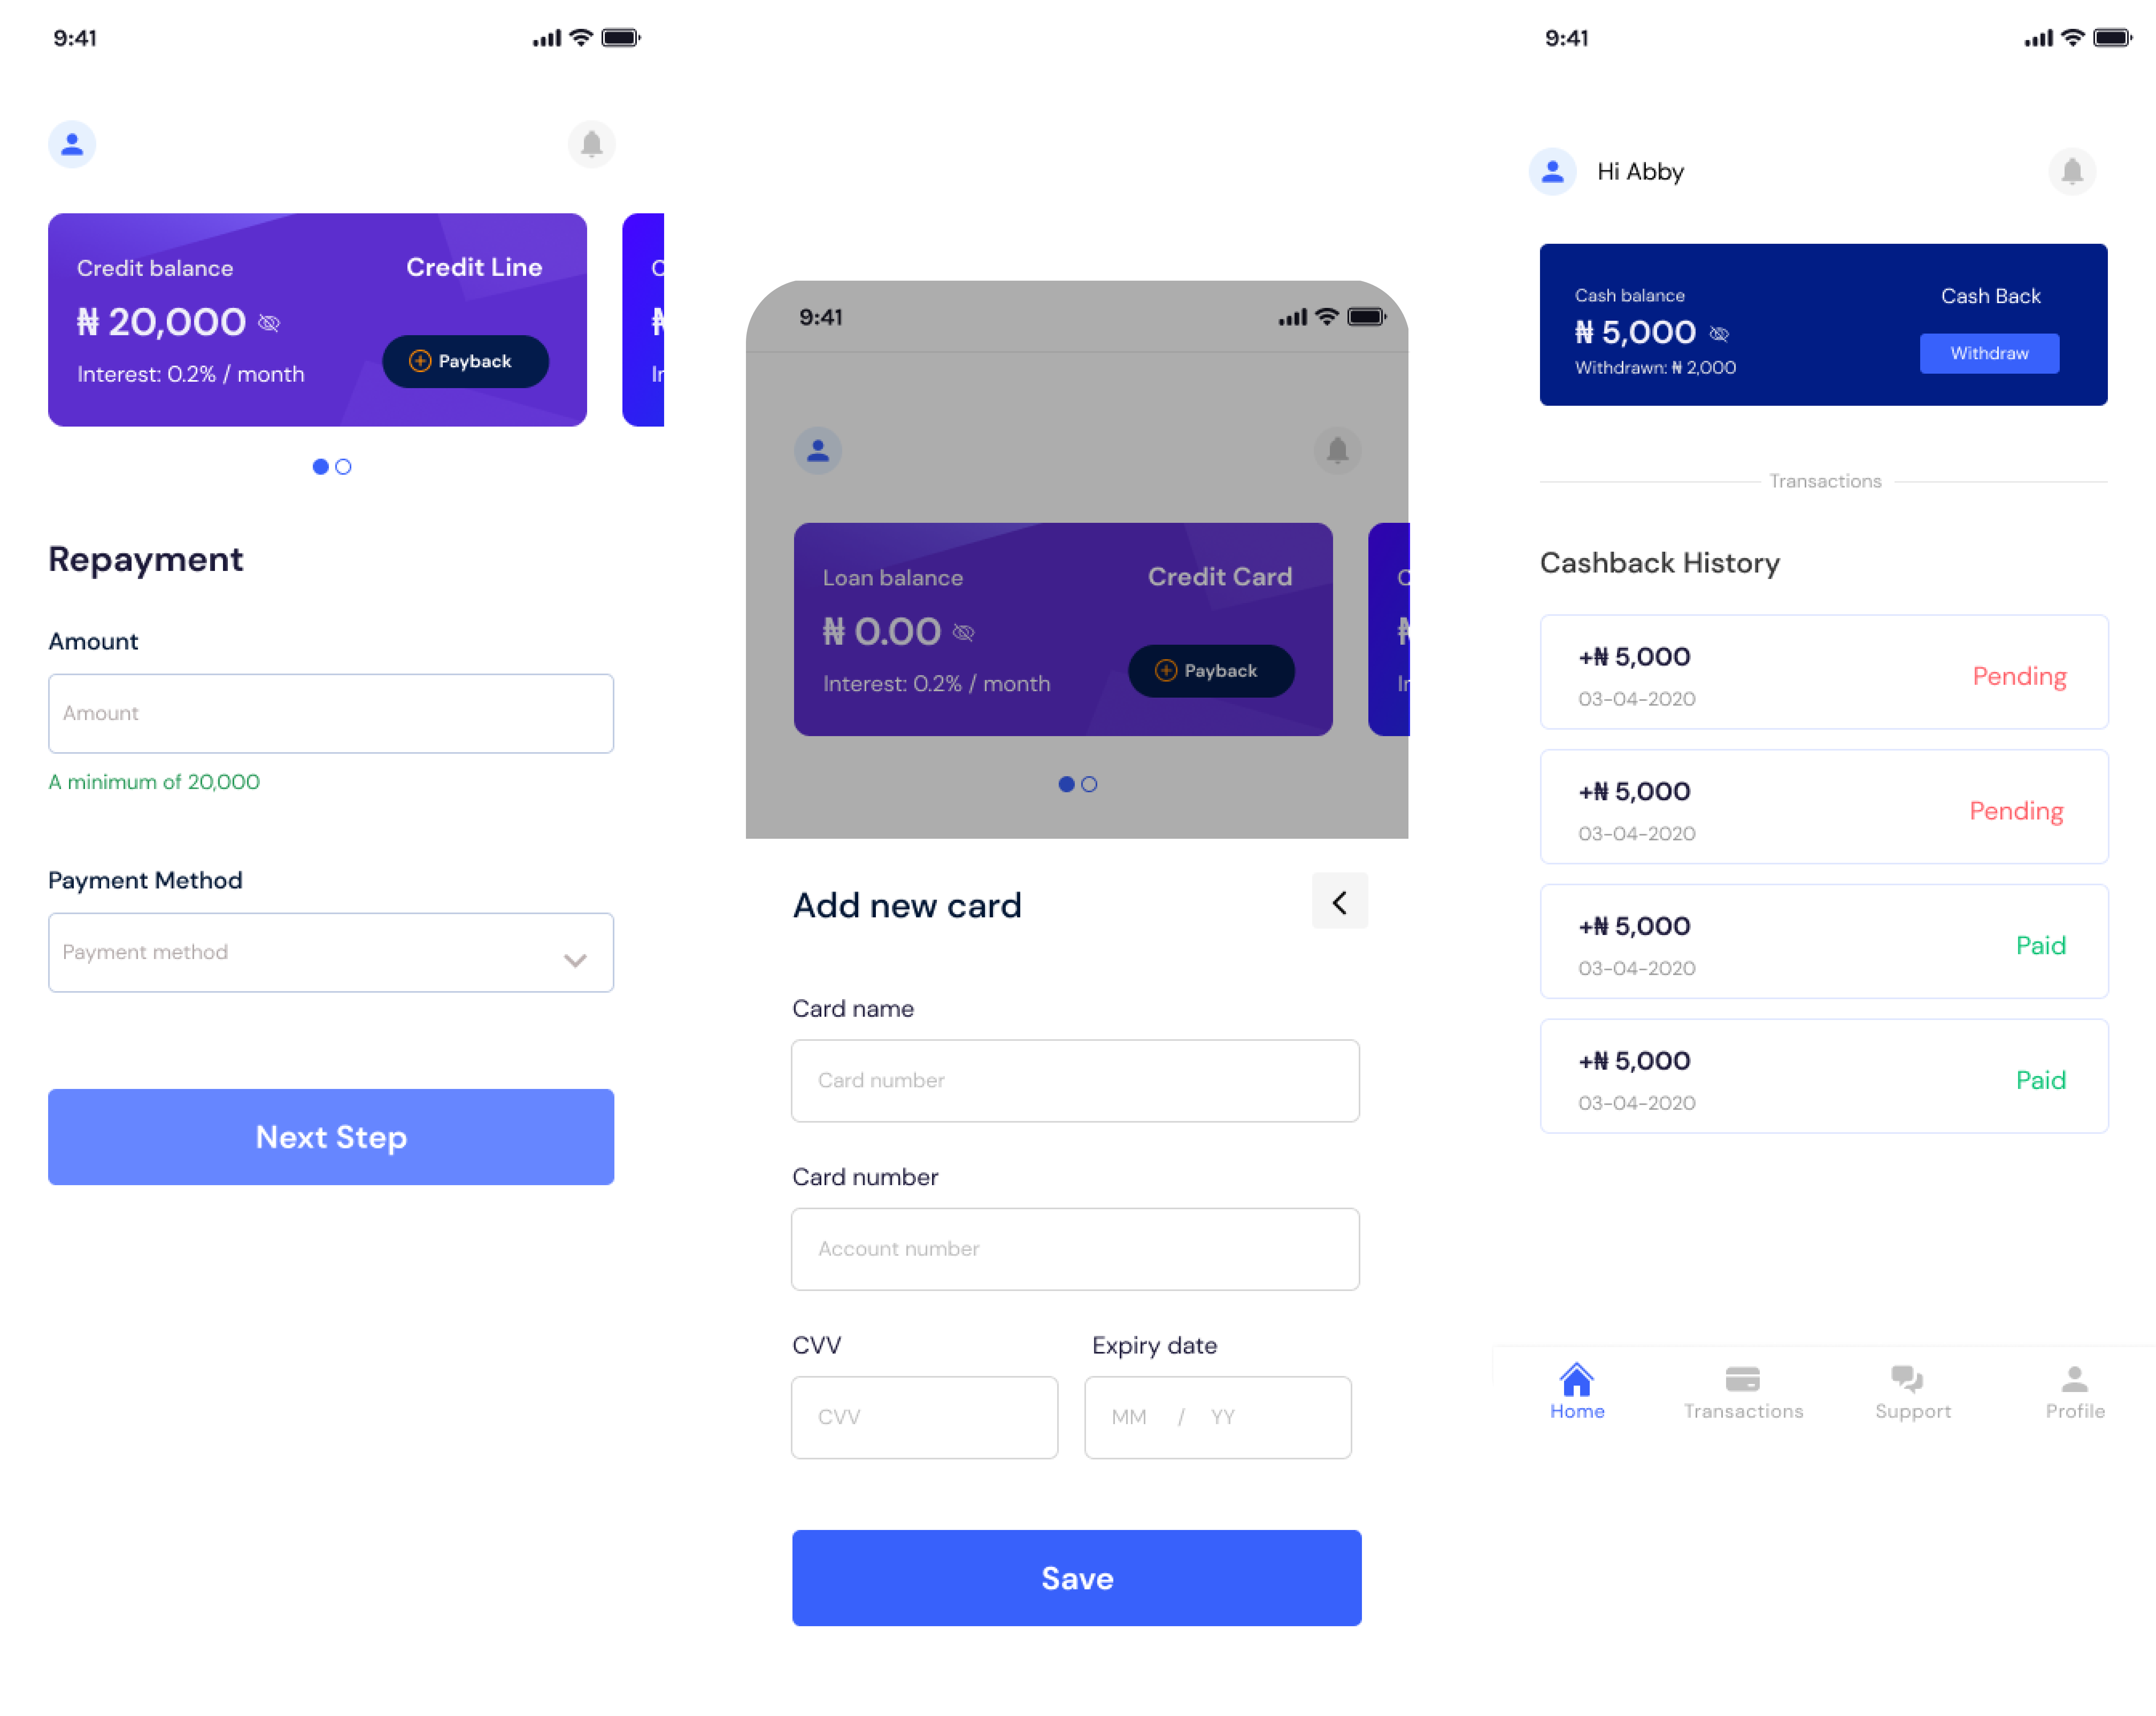 9:41
Credit balance
Credit Line
₦ 20,000
Payback
Interest: 0.2% / month
Repayment
Amount
Amount
A minimum of 20,000
Payment Method
Payment method
Next Step
9:41
Loan balance
Credit Card
₦ 0.00
Payback
Interest: 0.2% / month
Add new card
Card name
Card number
Card number
Account number
CVV
Expiry date
CVV
MM / YY
Save
9:41
Hi Abby
Cash balance
Cash Back
₦ 5,000
Withdraw
Withdrawn: ₦ 2,000
Transactions
Cashback History
+₦ 5,000
Pending
03-04-2020
+₦ 5,000
Pending
03-04-2020
+₦ 5,000
Paid
03-04-2020
+₦ 5,000
Paid
03-04-2020
Home
Transactions
Support
Profile